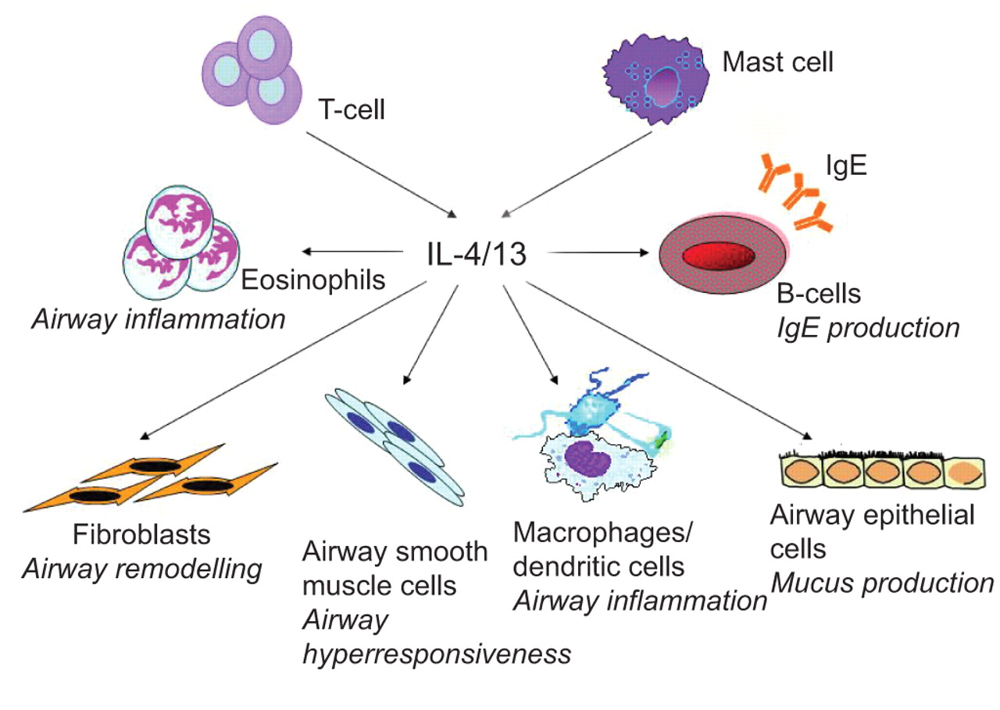 Mast cell
T-cell
IgE
IL-4/13
Eosinophils
Airway inflammation
B-cells
IgE production
Fibroblasts
Airway remodelling
Airway smooth
muscle cells
Airway
hyperresponsiveness
Macrophages/
dendritic cells
Airway inflammation
Airway epithelial
cells
Mucus production